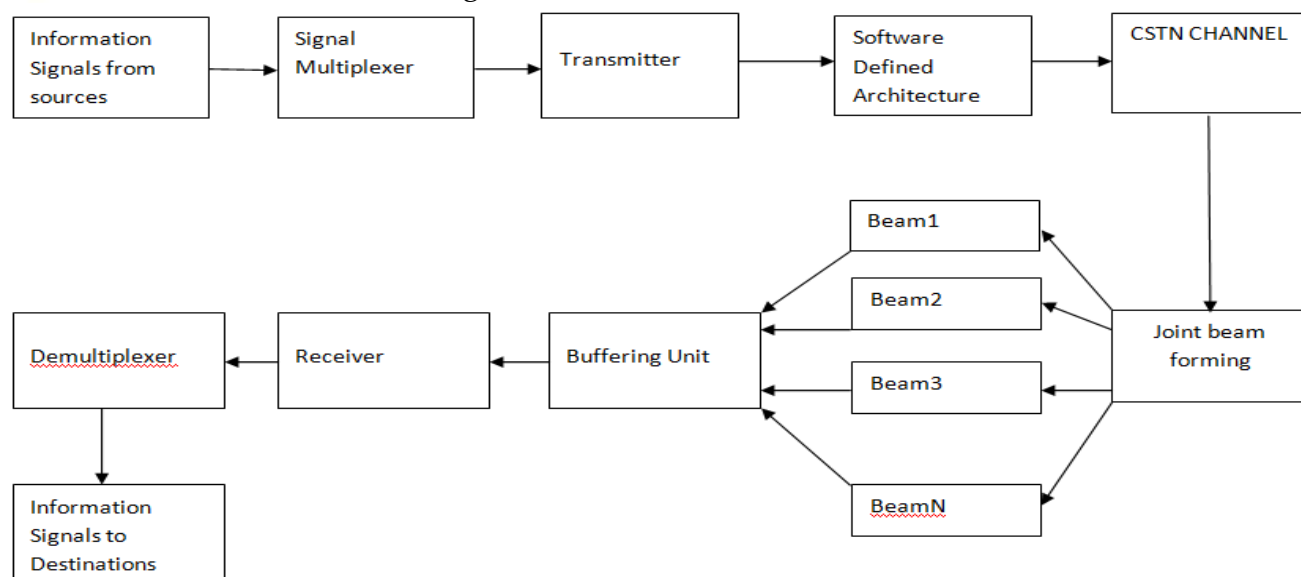 Information
Signals from
sources
Signal
Multiplexer
Transmitter
Software
Defined
Architecture
CSTN CHANNEL
Beam1
Beam2
Beam3
BeamN
Joint beam
forming
Buffering Unit
Receiver
Demultiplexer
Information
Signals to
Destinations